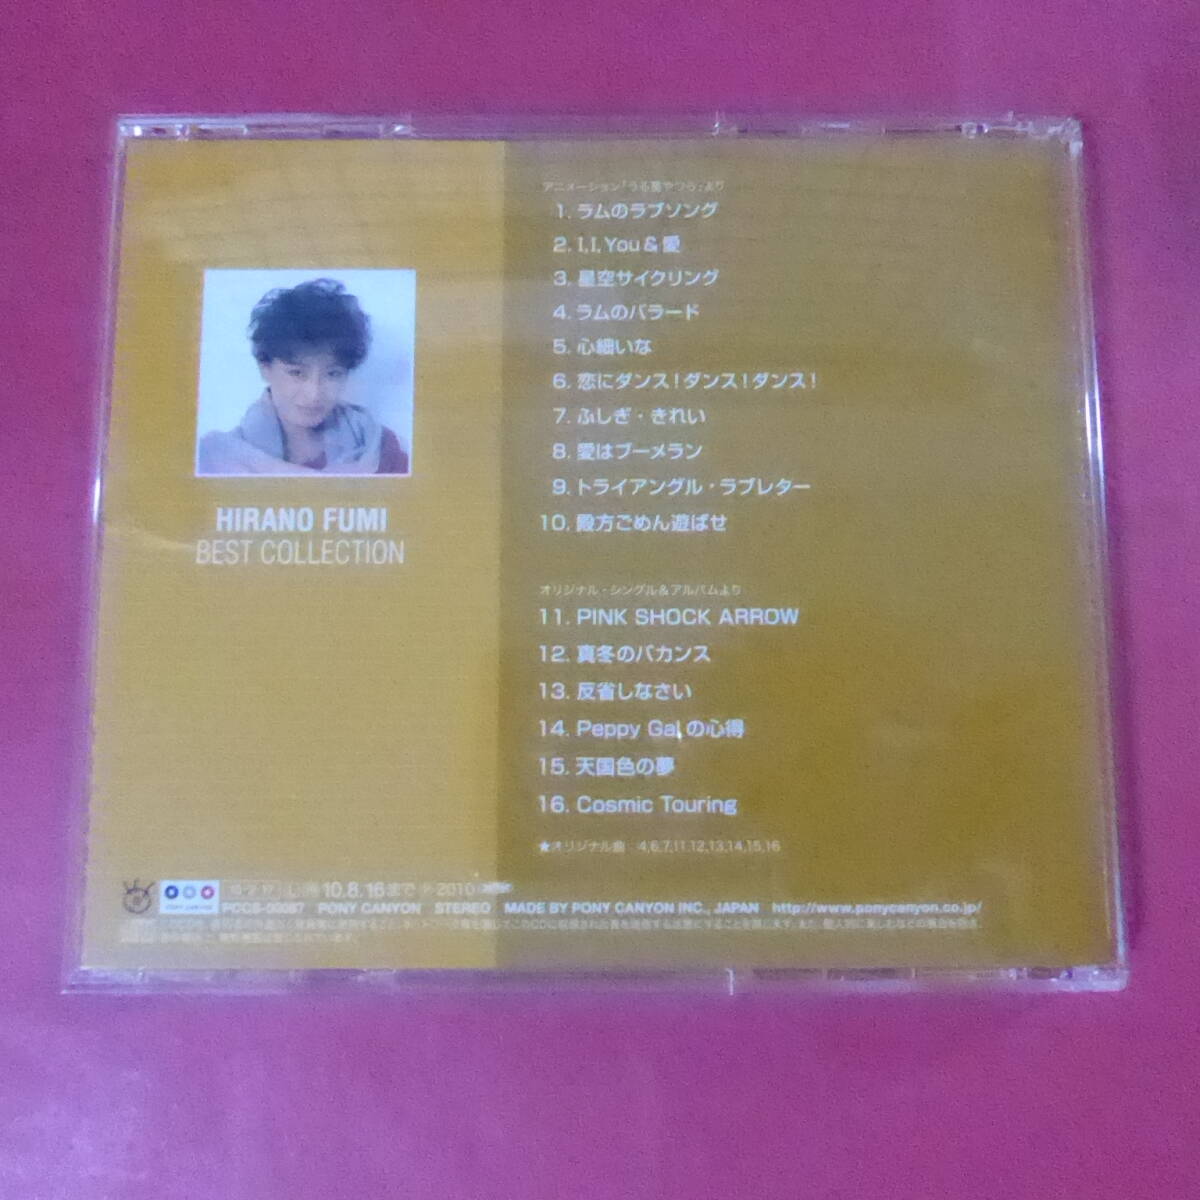 HIRANO FUMI
BEST COLLECTION
アニメーション「うる星やつら」より
1. ラムのラブソング
2. I, I, You & 愛
3. 星空サイクリング
4. ラムのバラード
5. 心細いな
6. 恋にダンス！ダンス！ダンス！
7. ふしぎ・きれい
8. 愛はブーメラン
9. トライアングル・ラブレター
10. 殿方ごめん遊ばせ
オリジナル・シングル&アルバムより
11. PINK SHOCK ARROW
12. 真冬のバカンス
13. 反省しなさい
14. Peppy Gal の心得
15. 天国色の夢
16. Cosmic Touring
★オリジナル曲 4,6,7,11,12,13,14,15,16
10.8.16まで ℗ 2010
PONY CANYON STEREO MADE BY PONY CANYON INC., JAPAN http://www.ponycanyon.co.jp/